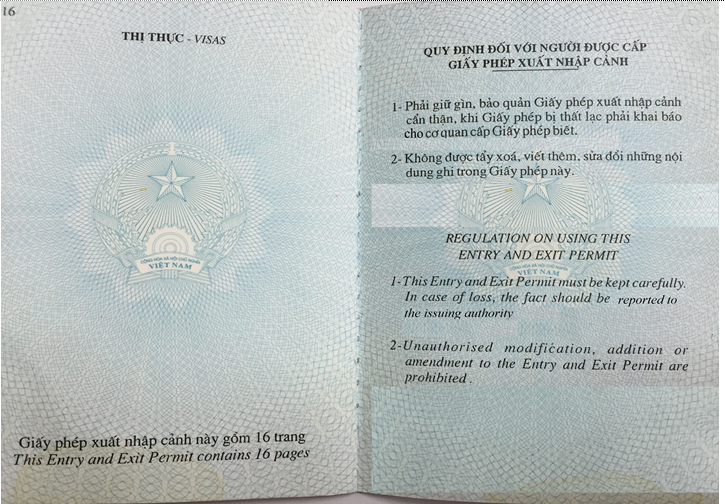 16
THỊ THỰC - VISAS
CỘNG HÒA XÃ HỘI CHỦ NGHĨA
VIỆT NAM
Giấy phép xuất nhập cảnh này gồm 16 trang
This Entry and Exit Permit contains 16 pages
QUY ĐỊNH ĐỐI VỚI NGƯỜI ĐƯỢC CẤP
GIẤY PHÉP XUẤT NHẬP CẢNH
1- Phải giữ gìn, bảo quản Giấy phép xuất nhập cảnh
cẩn thận, khi Giấy phép bị thất lạc phải khai báo
cho cơ quan cấp Giấy phép biết.
2- Không được tẩy xoá, viết thêm, sửa đổi những nội
dung ghi trong Giấy phép này.
REGULATION ON USING THIS
ENTRY AND EXIT PERMIT
VIỆT NAM
1- This Entry and Exit Permit must be kept carefully.
In case of loss, the fact should be reported to
the issuing authority
2- Unauthorised modification, addition or
amendment to the Entry and Exit Permit are
prohibited .